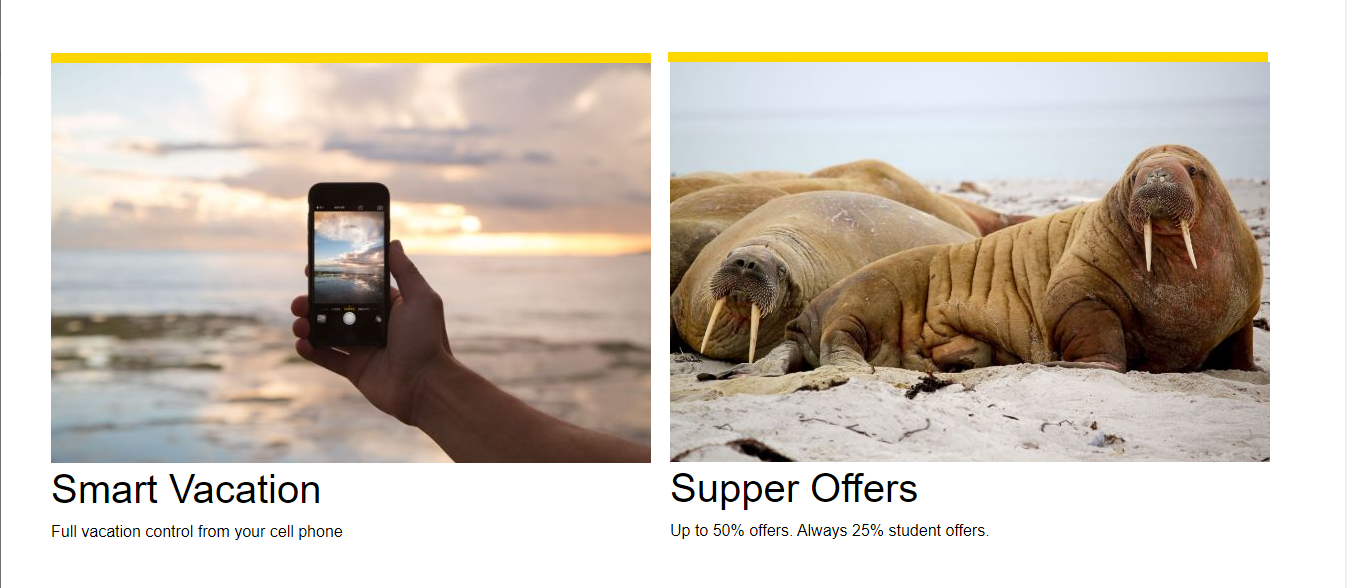 Smart Vacation
Full vacation control from your cell phone
Supper Offers
Up to 50% offers. Always 25% student offers.